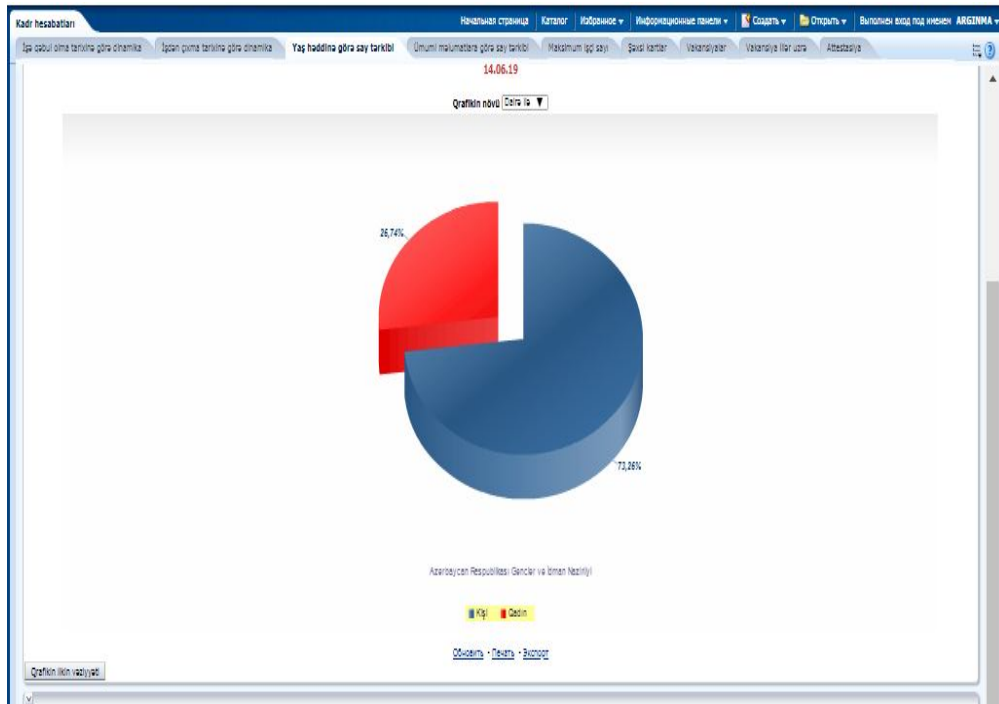 Kadr hesabatları
Начальная страница Каталог Избранное Информационные панели Создать Открыть Выполнен вход под именем ARGINMA
İşə qəbul olma tarixinə görə dinamika İşdən çıxma tarixinə görə dinamika Yaş həddinə görə say tərkibi Ümumi məlumatlara görə say tərkibi Maksimum işçi sayı Şəxsi kartlar Vakansiyalar Vakansiya illər üzrə Attestasiya
14.06.19
Qrafikin növü Dairə ilə
26,74%
73,26%
Azərbaycan Respublikası Gənclər və İdman Nazirliyi
Kişi Qadın
Обновить - Печать - Экспорт
Qrafikin ilkin vəziyyəti